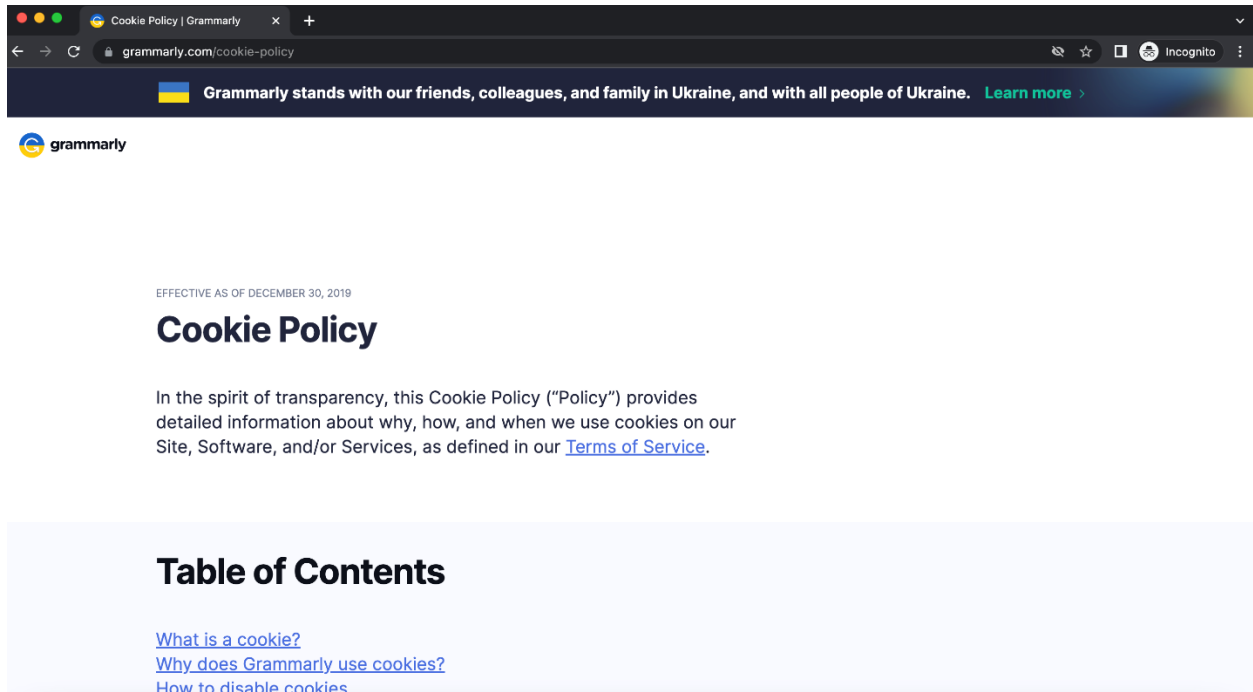 Cookie Policy | Grammarly
grammarly.com/cookie-policy
Incognito
Grammarly stands with our friends, colleagues, and family in Ukraine, and with all people of Ukraine. Learn more >
grammarly
EFFECTIVE AS OF DECEMBER 30, 2019
Cookie Policy
In the spirit of transparency, this Cookie Policy (“Policy”) provides
detailed information about why, how, and when we use cookies on our
Site, Software, and/or Services, as defined in our Terms of Service.
Table of Contents
What is a cookie?
Why does Grammarly use cookies?
How to disable cookies